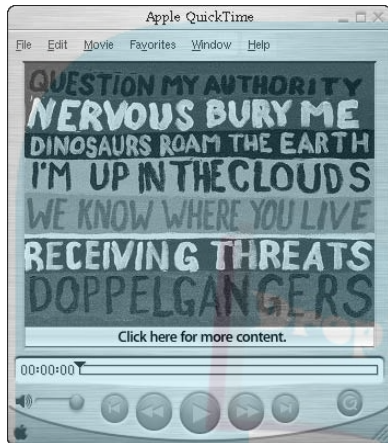 Apple QuickTime
File Edit Movie Favorites Window Help
QUESTION MY AUTHORITY
NERVOUS BURY ME
DINOSAURS ROAM THE EARTH
I'M UP IN THE CLOUDS
WE KNOW WHERE YOU LIVE
RECEIVING THREATS
DOPPELGANGERS
Drop
Click here for more content.
00:00:00